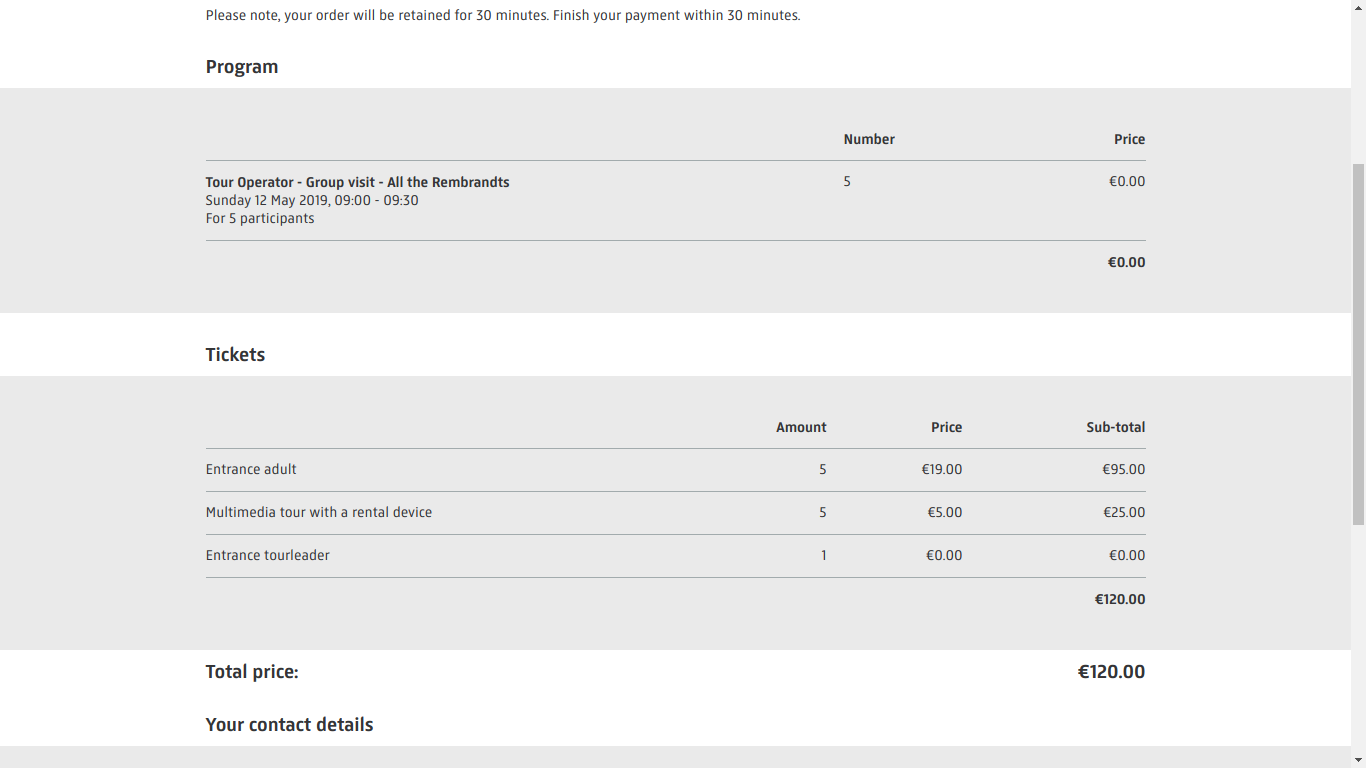 Please note, your order will be retained for 30 minutes. Finish your payment within 30 minutes.
Program
Number Price
Tour Operator - Group visit - All the Rembrandts 5 €0.00
Sunday 12 May 2019, 09:00 - 09:30
For 5 participants
€0.00
Tickets
Amount Price Sub-total
Entrance adult 5 €19.00 €95.00
Multimedia tour with a rental device 5 €5.00 €25.00
Entrance tourleader 1 €0.00 €0.00
€120.00
Total price: €120.00
Your contact details